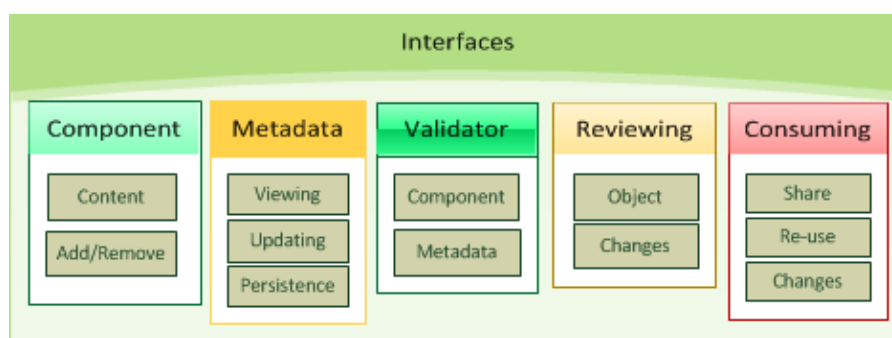 Interfaces
Component
Content
Add/Remove
Metadata
Viewing
Updating
Persistence
Validator
Component
Metadata
Reviewing
Object
Changes
Consuming
Share
Re-use
Changes